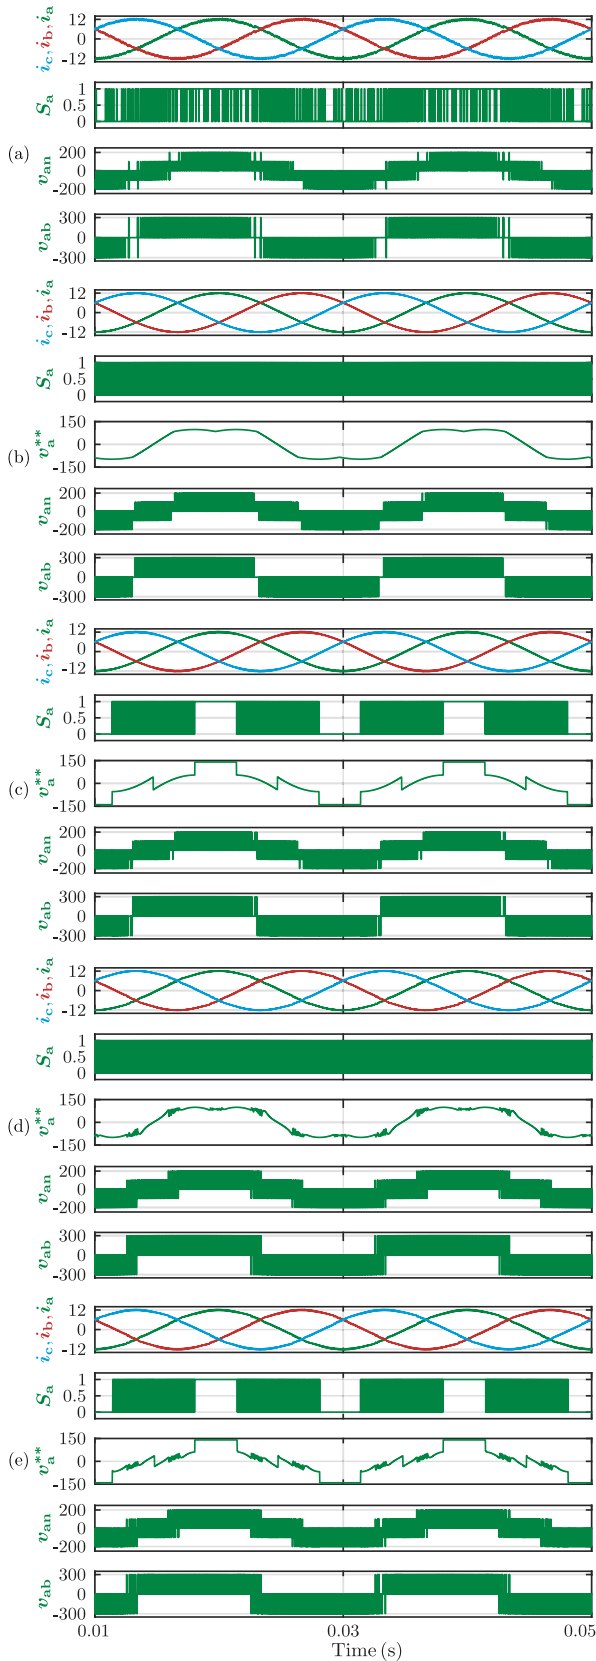 (a)
i_c, i_b, i_a
12
0
-12
S_a
1
0.5
0
v_an
200
0
-200
v_ab
300
0
-300
(b)
i_c, i_b, i_a
12
0
-12
S_a
1
0.5
0
v_a^**
150
0
-150
v_an
200
0
-200
v_ab
300
0
-300
(c)
i_c, i_b, i_a
12
0
-12
S_a
1
0.5
0
v_a^**
150
0
-150
v_an
200
0
-200
v_ab
300
0
-300
(d)
i_c, i_b, i_a
12
0
-12
S_a
1
0.5
0
v_a^**
150
0
-150
v_an
200
0
-200
v_ab
300
0
-300
(e)
i_c, i_b, i_a
12
0
-12
S_a
1
0.5
0
v_a^**
150
0
-150
v_an
200
0
-200
v_ab
300
0
-300
0.01 0.03 0.05
Time (s)